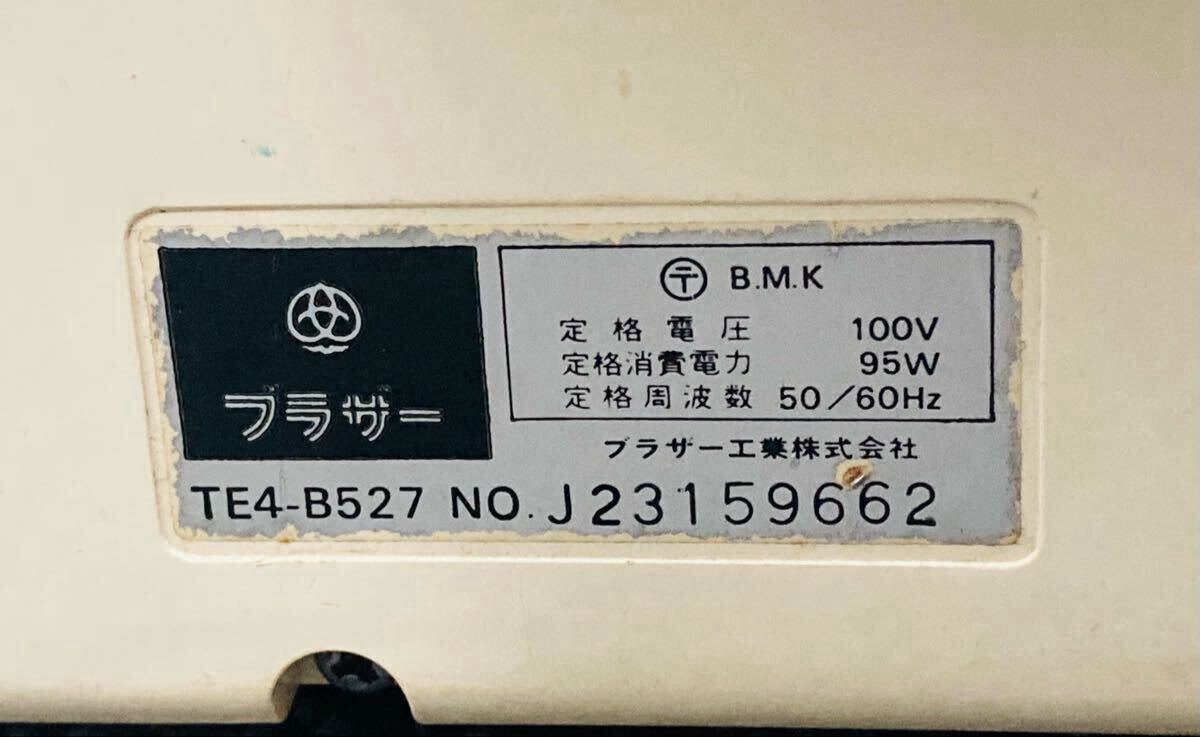 ブラザー
〒 B.M.K
定格電圧 100V
定格消費電力 95W
定格周波数 50/60Hz
ブラザー工業株式会社
TE4-B527 NO. J23159662